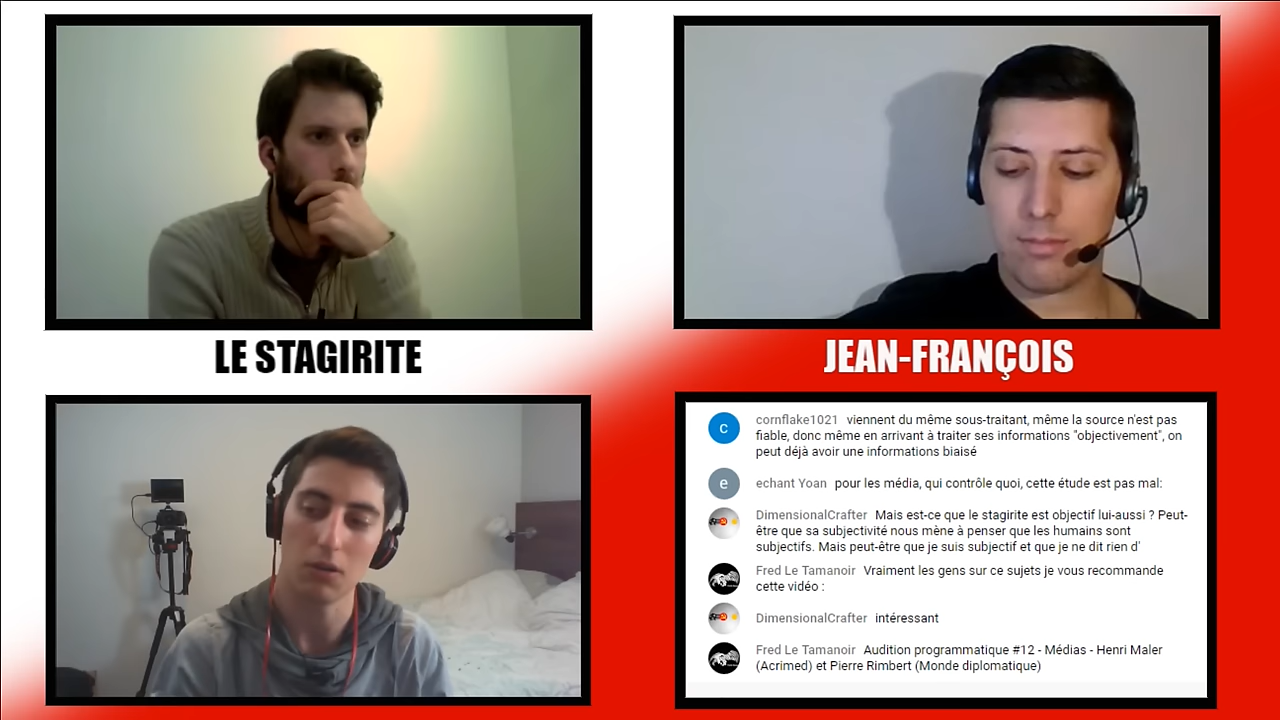 LE STAGIRITE
JEAN-FRANÇOIS
c
cornflake1021 viennent du même sous-traitant, même la source n'est pas
fiable, donc même en arrivant à traiter ses informations "objectivement", on
peut déjà avoir une informations biaisé
e
echant Yoan pour les média, qui contrôle quoi, cette étude est pas mal:
DimensionalCrafter Mais est-ce que le stagirite est objectif lui-aussi ? Peut-
être que sa subjectivité nous mène à penser que les humains sont
subjectifs. Mais peut-être que je suis subjectif et que je ne dit rien d'
Fred Le Tamanoir Vraiment les gens sur ce sujets je vous recommande
cette vidéo :
DimensionalCrafter intéressant
Fred Le Tamanoir Audition programmatique #12 - Médias - Henri Maler
(Acrimed) et Pierre Rimbert (Monde diplomatique)